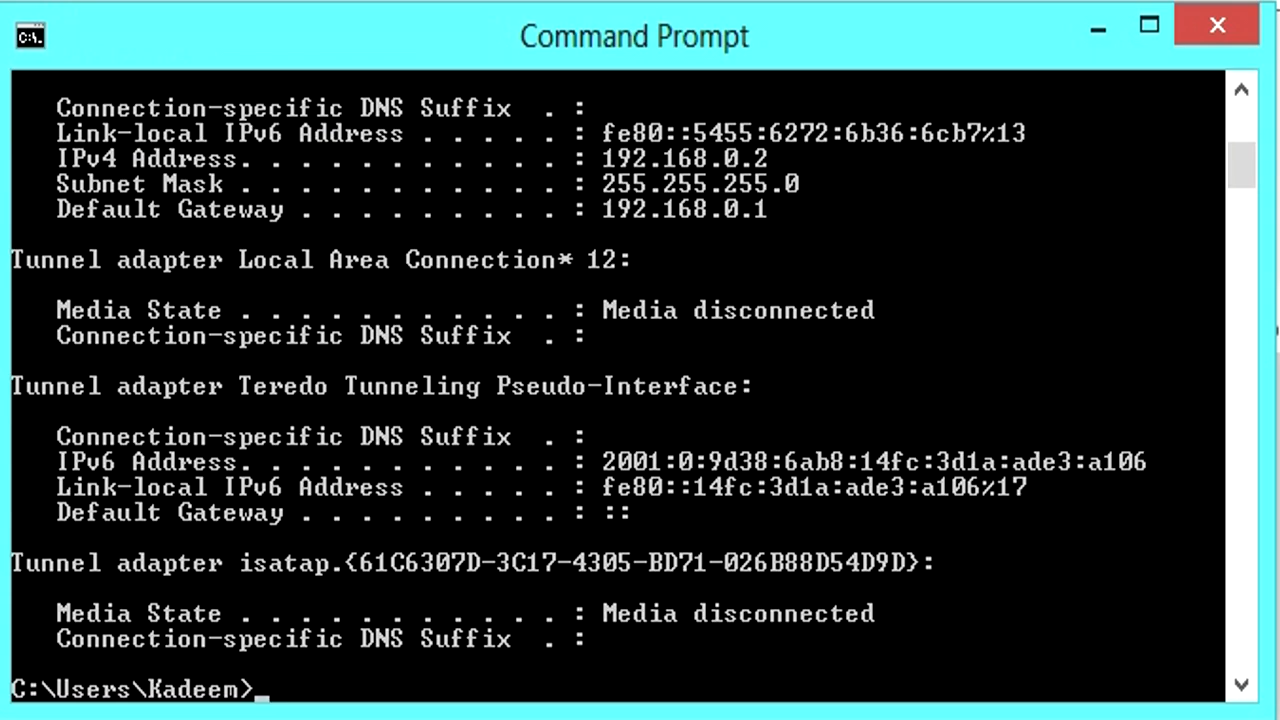 Command Prompt
Connection-specific DNS Suffix  . :
Link-local IPv6 Address . . . . . : fe80::5455:6272:6b36:6cb7%13
IPv4 Address. . . . . . . . . . . : 192.168.0.2
Subnet Mask . . . . . . . . . . . : 255.255.255.0
Default Gateway . . . . . . . . . : 192.168.0.1
Tunnel adapter Local Area Connection* 12:
Media State . . . . . . . . . . . : Media disconnected
Connection-specific DNS Suffix  . :
Tunnel adapter Teredo Tunneling Pseudo-Interface:
Connection-specific DNS Suffix  . :
IPv6 Address. . . . . . . . . . . : 2001:0:9d38:6ab8:14fc:3d1a:ade3:a106
Link-local IPv6 Address . . . . . : fe80::14fc:3d1a:ade3:a106%17
Default Gateway . . . . . . . . . : ::
Tunnel adapter isatap.{61C6307D-3C17-4305-BD71-026B88D54D9D}:
Media State . . . . . . . . . . . : Media disconnected
Connection-specific DNS Suffix  . :
C:\Users\Kadeem>_